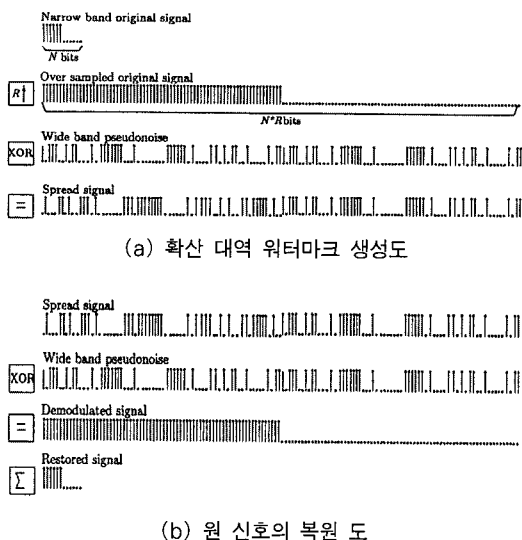 Narrow band original signal
N bits
Over sampled original signal
R↑
N*R bits
Wide band pseudonoise
XOR
Spread signal
=
(a) 확산 대역 워터마크 생성도
Spread signal
Wide band pseudonoise
XOR
Demodulated signal
=
Restored signal
Σ
(b) 원 신호의 복원 도